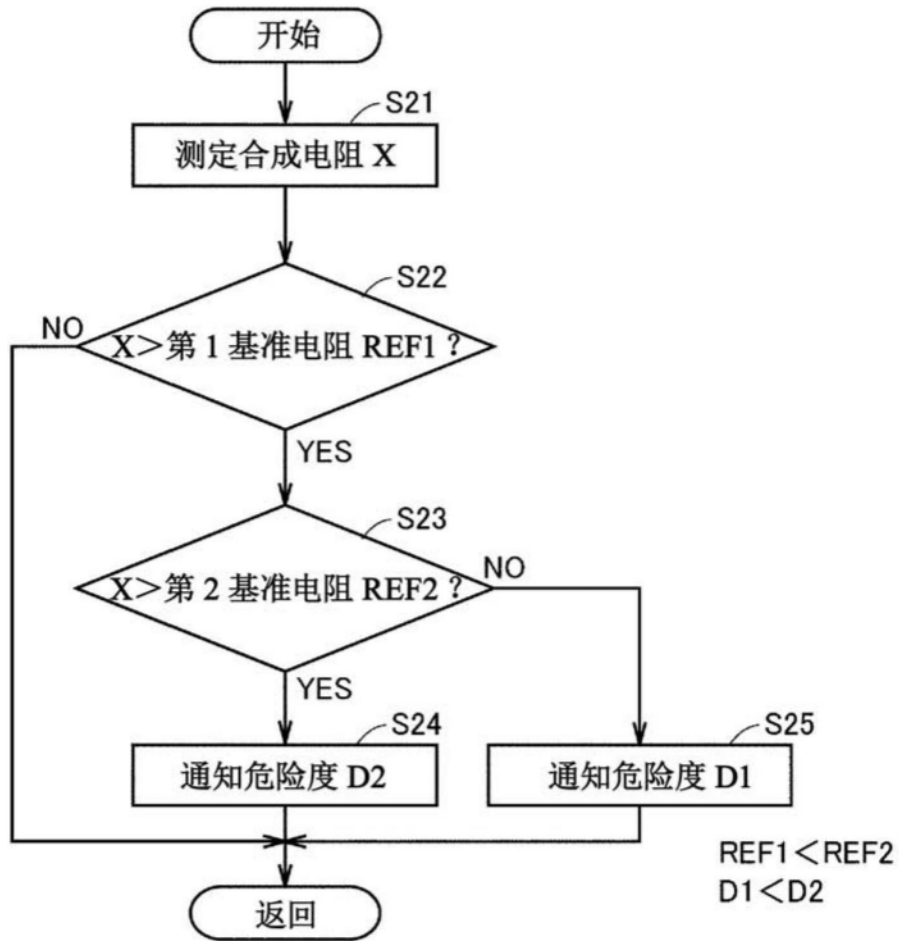 开始
S21
测定合成电阻 X
S22
NO
X＞第 1 基准电阻 REF1？
YES
S23
NO
X＞第 2 基准电阻 REF2？
YES
S24
S25
通知危险度 D2
通知危险度 D1
REF1＜REF2
D1＜D2
返回